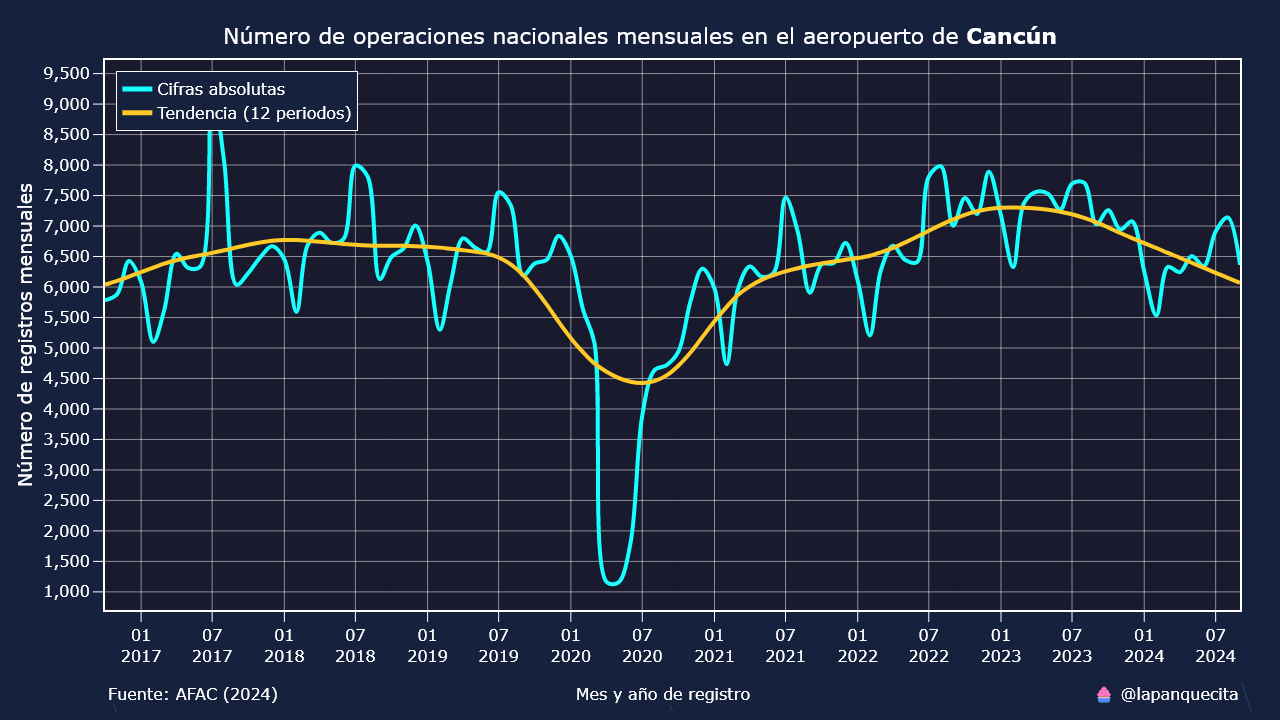 Número de operaciones nacionales mensuales en el aeropuerto de Cancún
Cifras absolutas
Tendencia (12 periodos)
Número de registros mensuales
9,500
9,000
8,500
8,000
7,500
7,000
6,500
6,000
5,500
5,000
4,500
4,000
3,500
3,000
2,500
2,000
1,500
1,000
01 07 01 07 01 07 01 07 01 07 01 07 01 07 01 07
2017 2017 2018 2018 2019 2019 2020 2020 2021 2021 2022 2022 2023 2023 2024 2024
Fuente: AFAC (2024) Mes y año de registro @lapanquecita